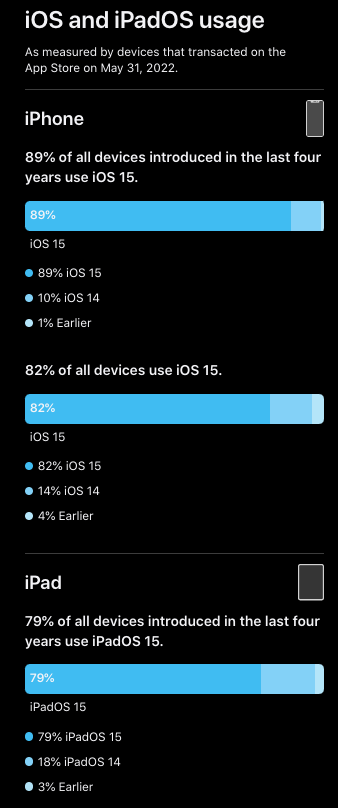 iOS and iPadOS usage
As measured by devices that transacted on the
App Store on May 31, 2022.
iPhone
89% of all devices introduced in the last four
years use iOS 15.
89%
iOS 15
89% iOS 15
10% iOS 14
1% Earlier
82% of all devices use iOS 15.
82%
iOS 15
82% iOS 15
14% iOS 14
4% Earlier
iPad
79% of all devices introduced in the last four
years use iPadOS 15.
79%
iPadOS 15
79% iPadOS 15
18% iPadOS 14
3% Earlier